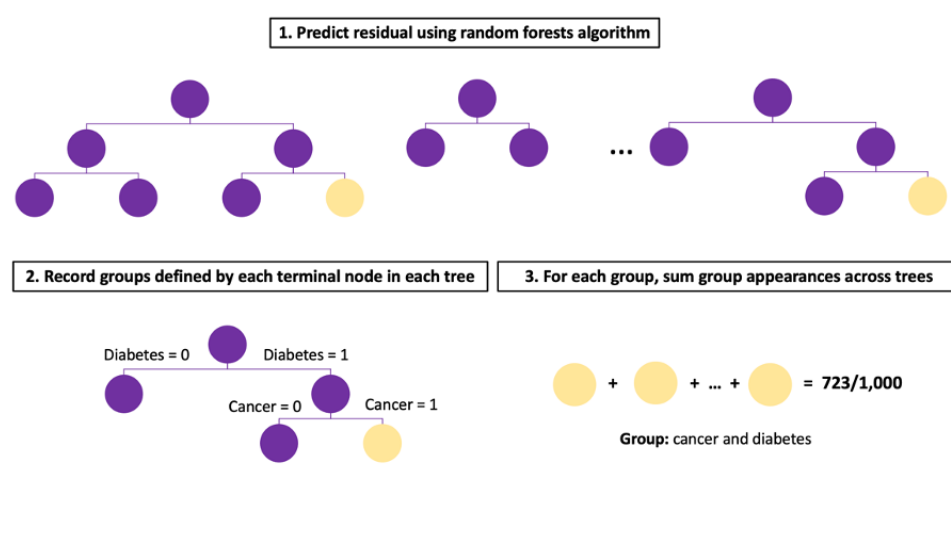 1. Predict residual using random forests algorithm
...
2. Record groups defined by each terminal node in each tree
3. For each group, sum group appearances across trees
Diabetes = 0
Diabetes = 1
Cancer = 0
Cancer = 1
+ + ... + = 723/1,000
Group: cancer and diabetes